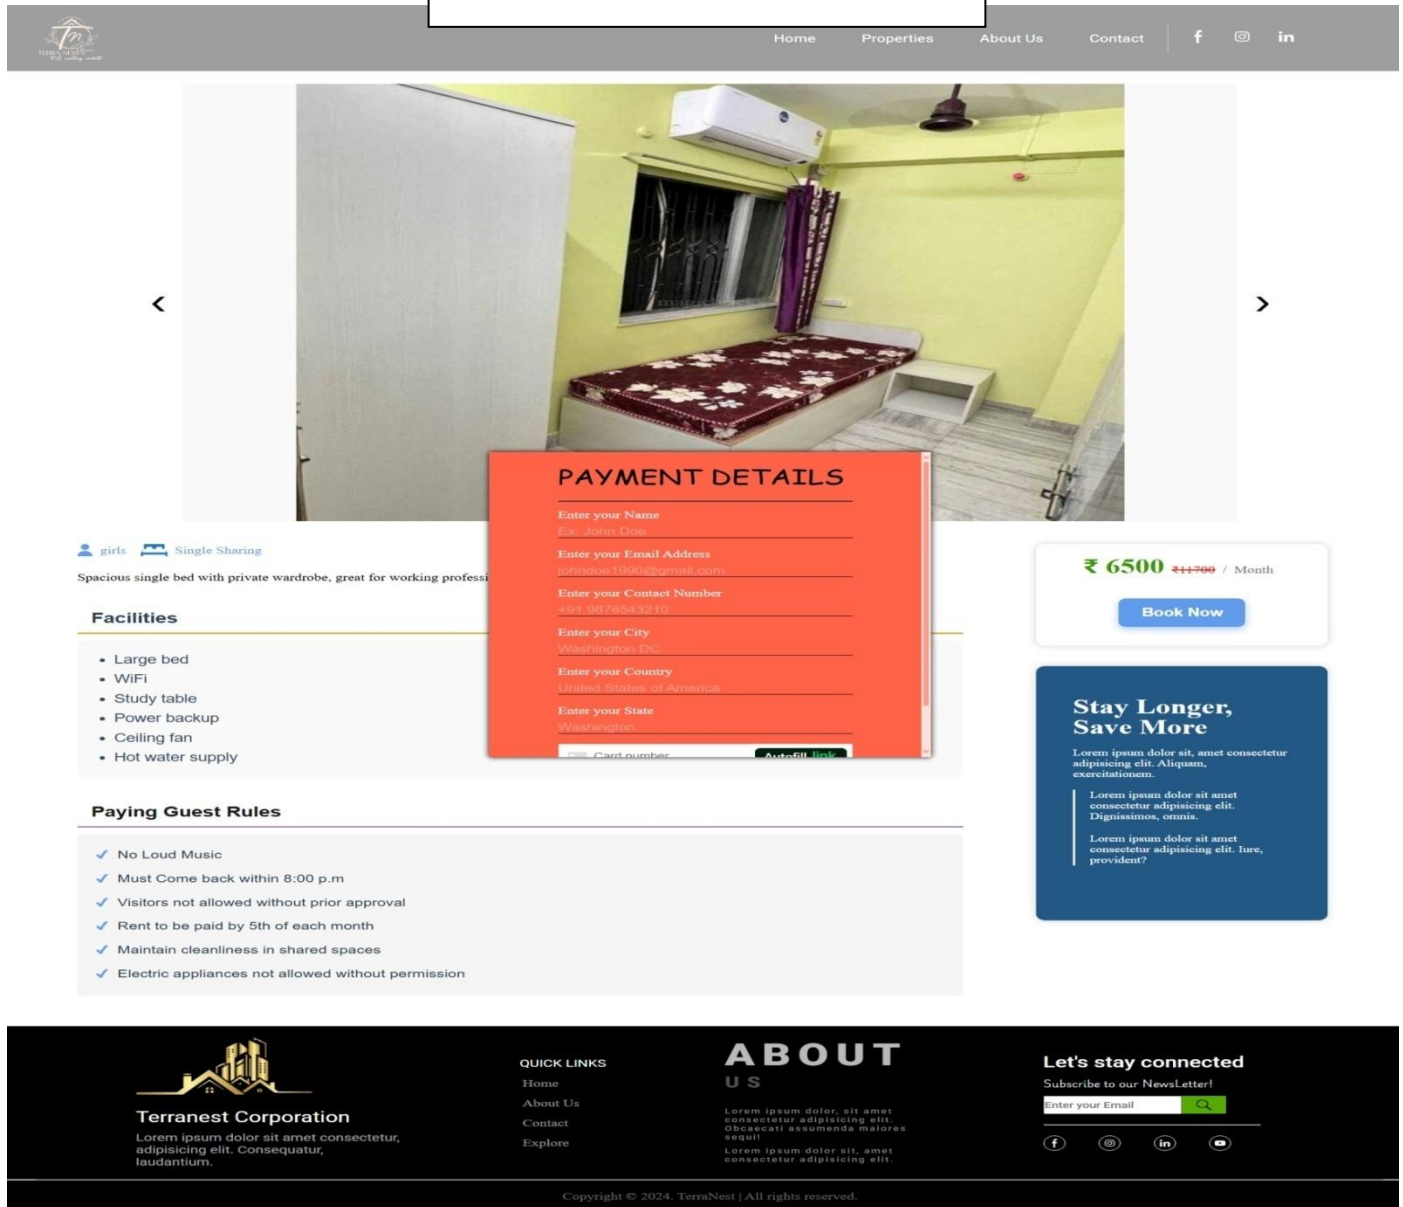 Home Properties About Us Contact
PAYMENT DETAILS
Enter your Name
Ex: John Doe
Enter your Email Address
johndoe1990@gmail.com
Enter your Contact Number
+91 9876543210
Enter your City
Washington DC
Enter your Country
United States of America
Enter your State
Washington
Card number Autofill link
girls Single Sharing
Spacious single bed with private wardrobe, great for working professi
Facilities
Large bed
WiFi
Study table
Power backup
Ceiling fan
Hot water supply
₹ 6500 ₹11700 / Month
Book Now
Stay Longer,
Save More
Lorem ipsum dolor sit, amet consectetur
adipisicing elit. Aliquam,
exercitationem.
Lorem ipsum dolor sit amet
consectetur adipisicing elit.
Dignissimos, omnis.
Lorem ipsum dolor sit amet
consectetur adipisicing elit. Iure,
provident?
Paying Guest Rules
No Loud Music
Must Come back within 8:00 p.m
Visitors not allowed without prior approval
Rent to be paid by 5th of each month
Maintain cleanliness in shared spaces
Electric appliances not allowed without permission
Terranest Corporation
Lorem ipsum dolor sit amet consectetur,
adipisicing elit. Consequatur,
laudantium.
QUICK LINKS
Home
About Us
Contact
Explore
ABOUT
US
Lorem ipsum dolor, sit amet
consectetur adipisicing elit.
Obcaecati assumenda maiores
sequi!
Lorem ipsum dolor sit, amet
consectetur adipisicing elit.
Let's stay connected
Subscribe to our NewsLetter!
Enter your Email
Copyright © 2024. TerraNest | All rights reserved.